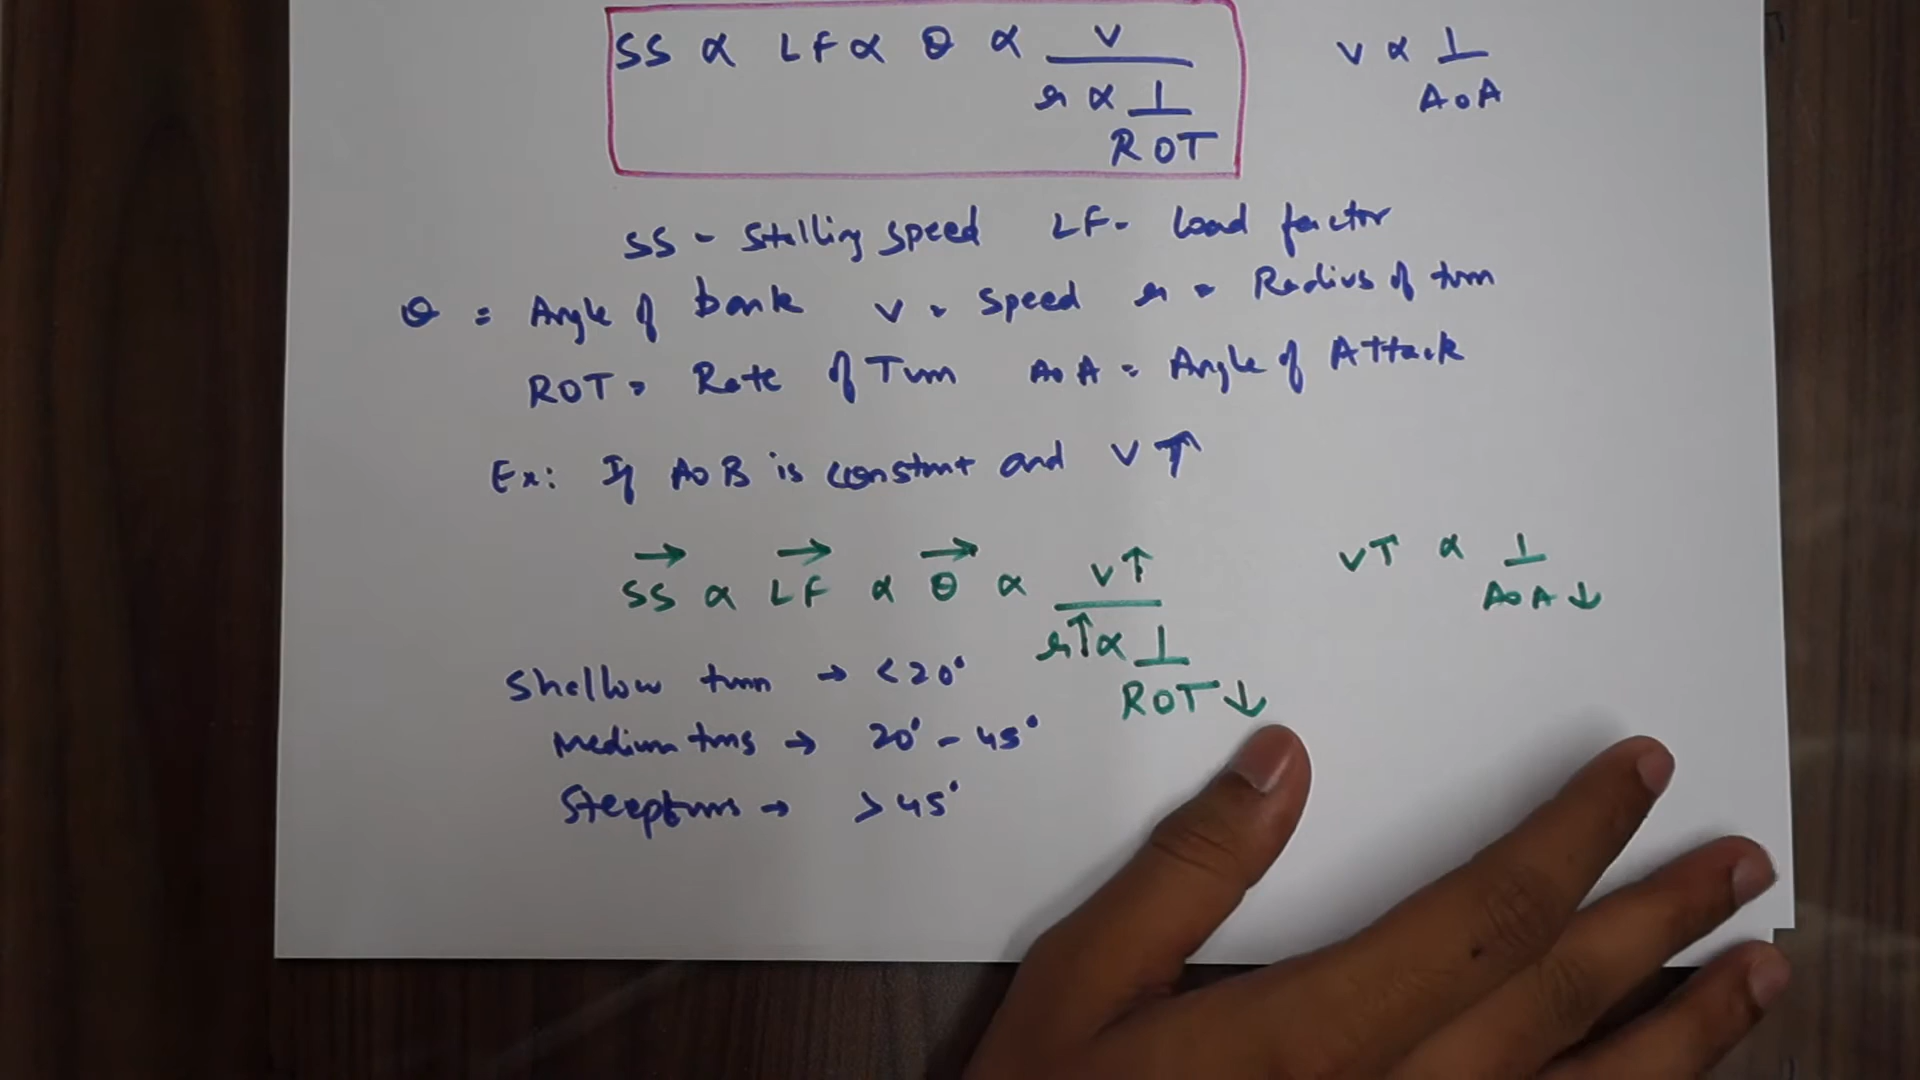 SS α LF α θ α v / r α 1 / ROT    v α 1 / AoA
SS - Stalling speed LF - Load factor
θ = Angle of bank v = Speed r = Radius of turn
ROT = Rate of Turn AoA = Angle of Attack
Ex: If AoB is constant and v ↑
→SS α →LF α →θ α v↑ / r↑ α 1 / ROT ↓    v↑ α 1 / AoA ↓
Shallow turn → < 20°
Medium turns → 20° - 45°
Steepturns → > 45°